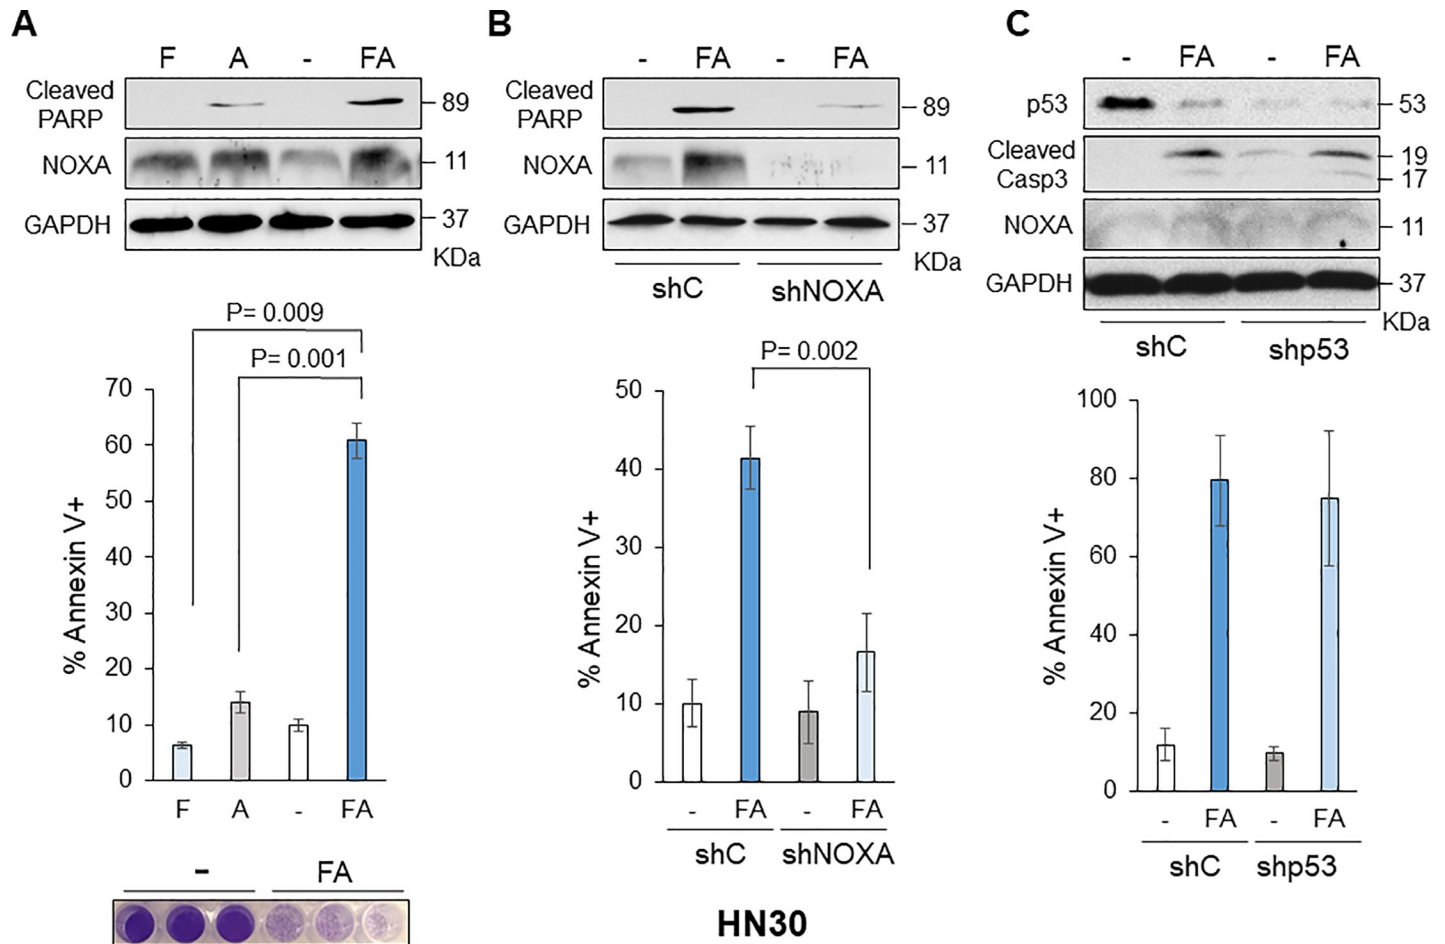 A
F A - FA
Cleaved PARP
89
NOXA
11
GAPDH
37
KDa
P= 0.009
P= 0.001
% Annexin V+
70
60
50
40
30
20
10
0
F A - FA
- FA
B
- FA - FA
Cleaved PARP
89
NOXA
11
GAPDH
37
KDa
shC shNOXA
P= 0.002
% Annexin V+
50
40
30
20
10
0
- FA - FA
shC shNOXA
HN30
C
- FA - FA
p53
53
Cleaved Casp3
19
17
NOXA
11
GAPDH
37
KDa
shC shp53
% Annexin V+
100
80
60
40
20
0
- FA - FA
shC shp53